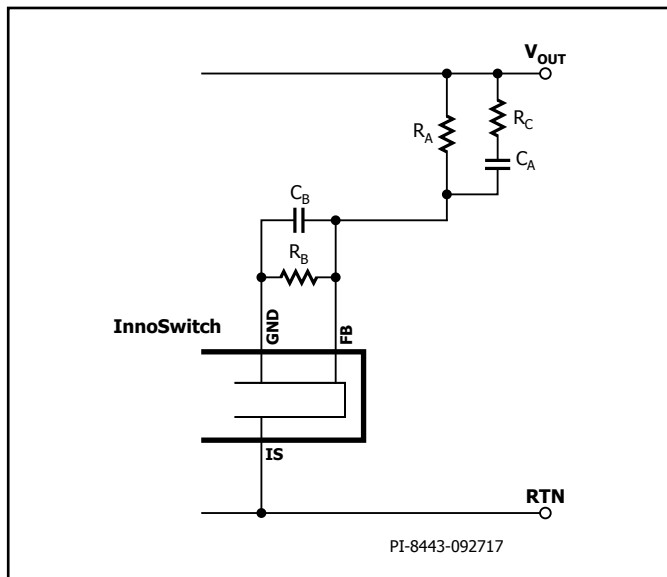 VOUT
RA
RC
CA
CB
RB
InnoSwitch
GND
FB
IS
RTN
PI-8443-092717